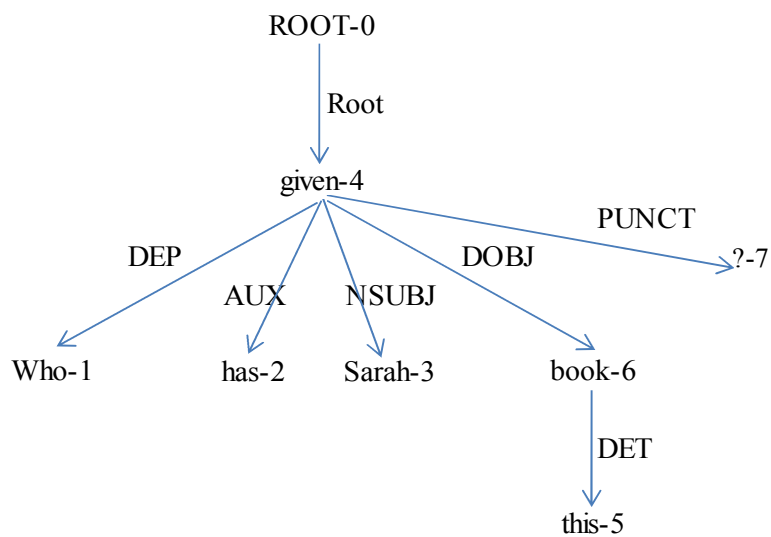 ROOT-0
Root
given-4
PUNCT
DEP
DOBJ
?-7
AUX
NSUBJ
Who-1
has-2
Sarah-3
book-6
DET
this-5